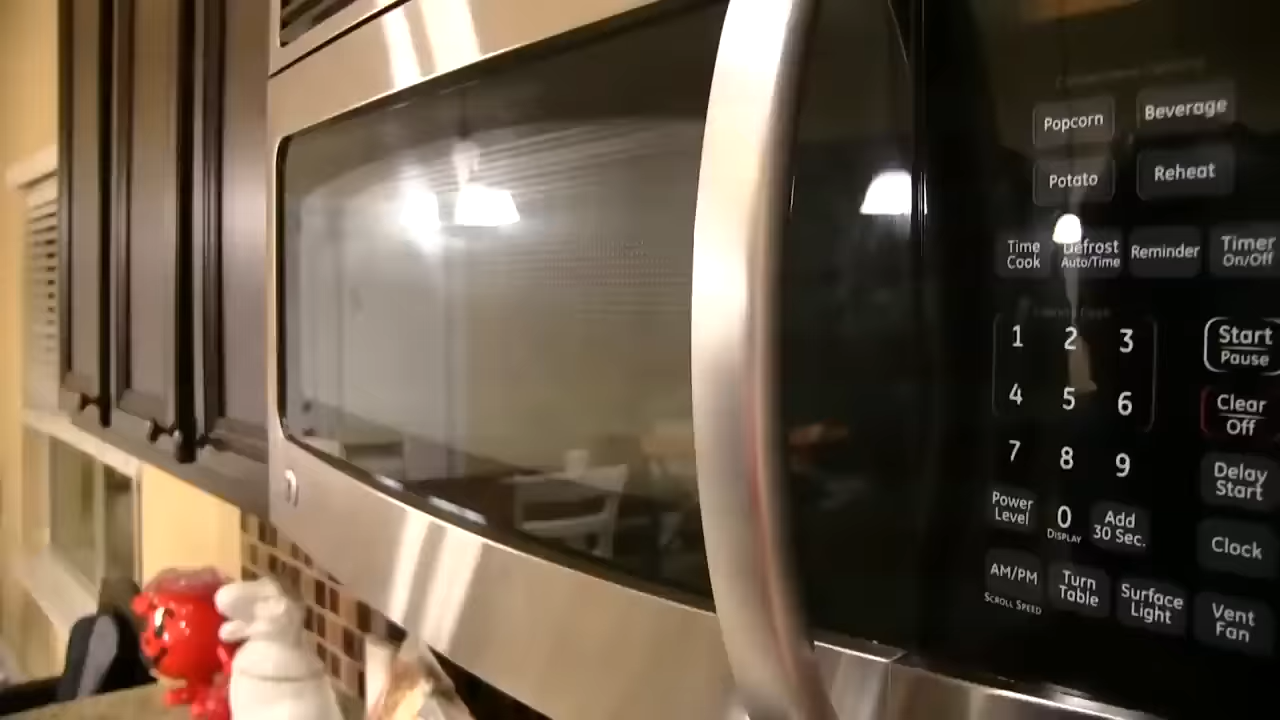 Popcorn
Beverage
Potato
Reheat
Time
Cook
Defrost
Auto/Time
Reminder
Timer
On/Off
1 2 3
Start
Pause
4 5 6
Clear
Off
7 8 9
Delay
Start
Power
Level
0
DISPLAY
Add
30 Sec.
Clock
AM/PM
SCROLL SPEED
Turn
Table
Surface
Light
Vent
Fan